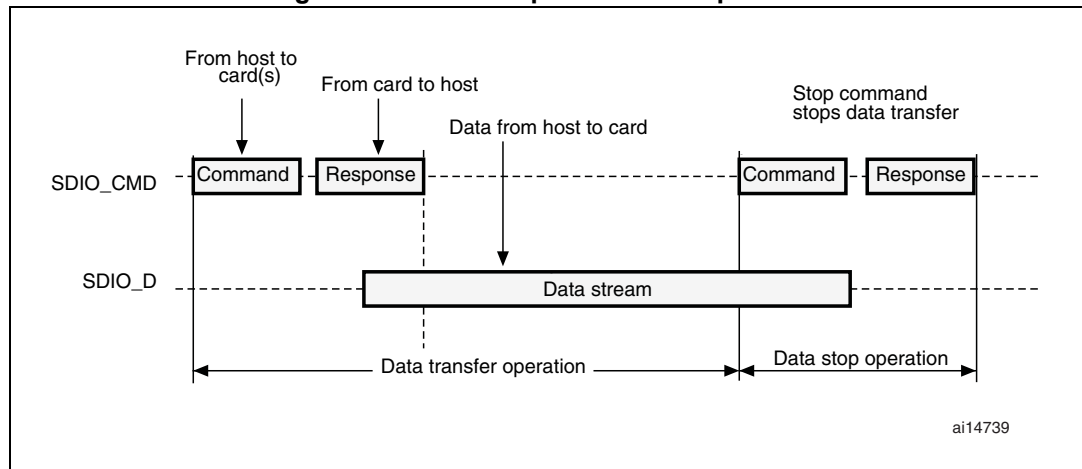 From host to
card(s)
From card to host
Data from host to card
Stop command
stops data transfer
SDIO_CMD
Command
Response
Command
Response
SDIO_D
Data stream
Data transfer operation
Data stop operation
ai14739